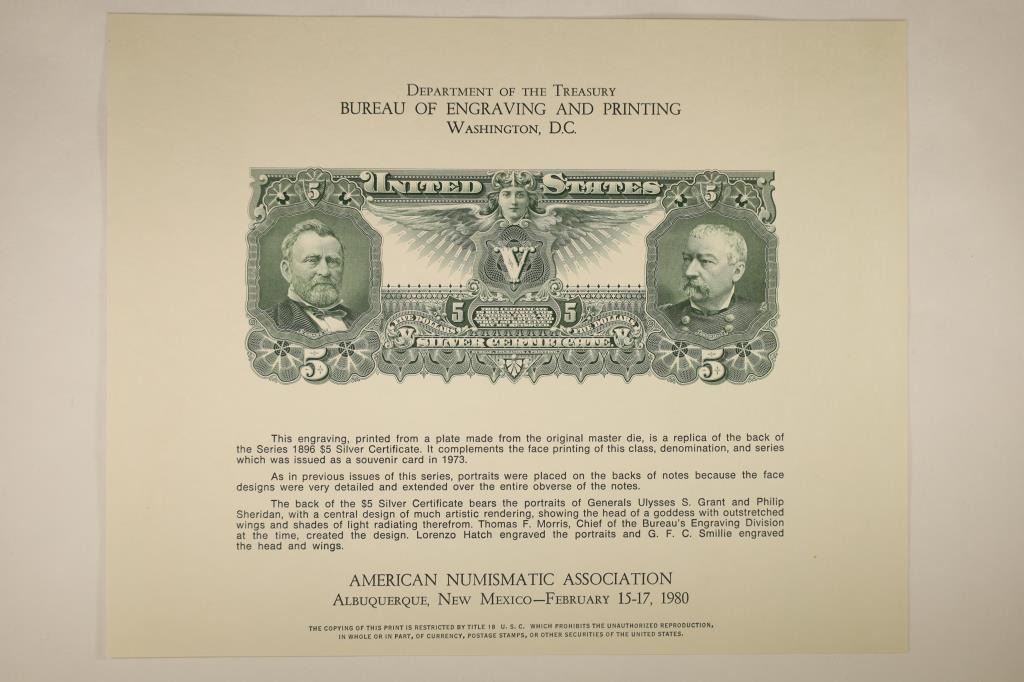 DEPARTMENT OF THE TREASURY
BUREAU OF ENGRAVING AND PRINTING
WASHINGTON, D.C.
5 UNITED STATES 5
V
5 5
FIVE DOLLARS FIVE DOLLARS
SILVER CERTIFICATE
BUREAU, ENGRAVING & PRINTING
5 5
This engraving, printed from a plate made from the original master die, is a replica of the back of
the Series 1896 $5 Silver Certificate. It complements the face printing of this class, denomination, and series
which was issued as a souvenir card in 1973.
As in previous issues of this series, portraits were placed on the backs of notes because the face
designs were very detailed and extended over the entire obverse of the notes.
The back of the $5 Silver Certificate bears the portraits of Generals Ulysses S. Grant and Philip
Sheridan, with a central design of much artistic rendering, showing the head of a goddess with outstretched
wings and shades of light radiating therefrom. Thomas F. Morris, Chief of the Bureau's Engraving Division
at the time, created the design. Lorenzo Hatch engraved the portraits and G. F. C. Smillie engraved
the head and wings.
AMERICAN NUMISMATIC ASSOCIATION
ALBUQUERQUE, NEW MEXICO—FEBRUARY 15-17, 1980
THE COPYING OF THIS PRINT IS RESTRICTED BY TITLE 18 U. S. C. WHICH PROHIBITS THE UNAUTHORIZED REPRODUCTION,
IN WHOLE OR IN PART, OF CURRENCY, POSTAGE STAMPS, OR OTHER SECURITIES OF THE UNITED STATES.